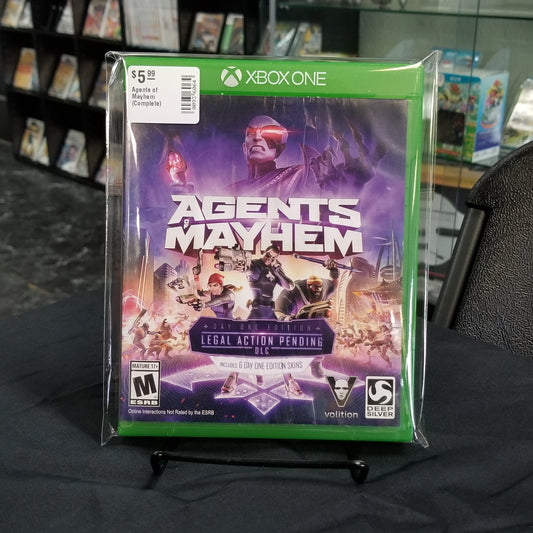 $5.99
Agents of
Mayhem
(Complete)
XBOX ONE
AGENTS
OF
MAYHEM
DAY ONE EDITION
LEGAL ACTION PENDING
DLC
INCLUDES 6 DAY ONE EDITION SKINS
MATURE 17+
M
ESRB
Online Interactions Not Rated by the ESRB
V
volition
DEEP
SILVER